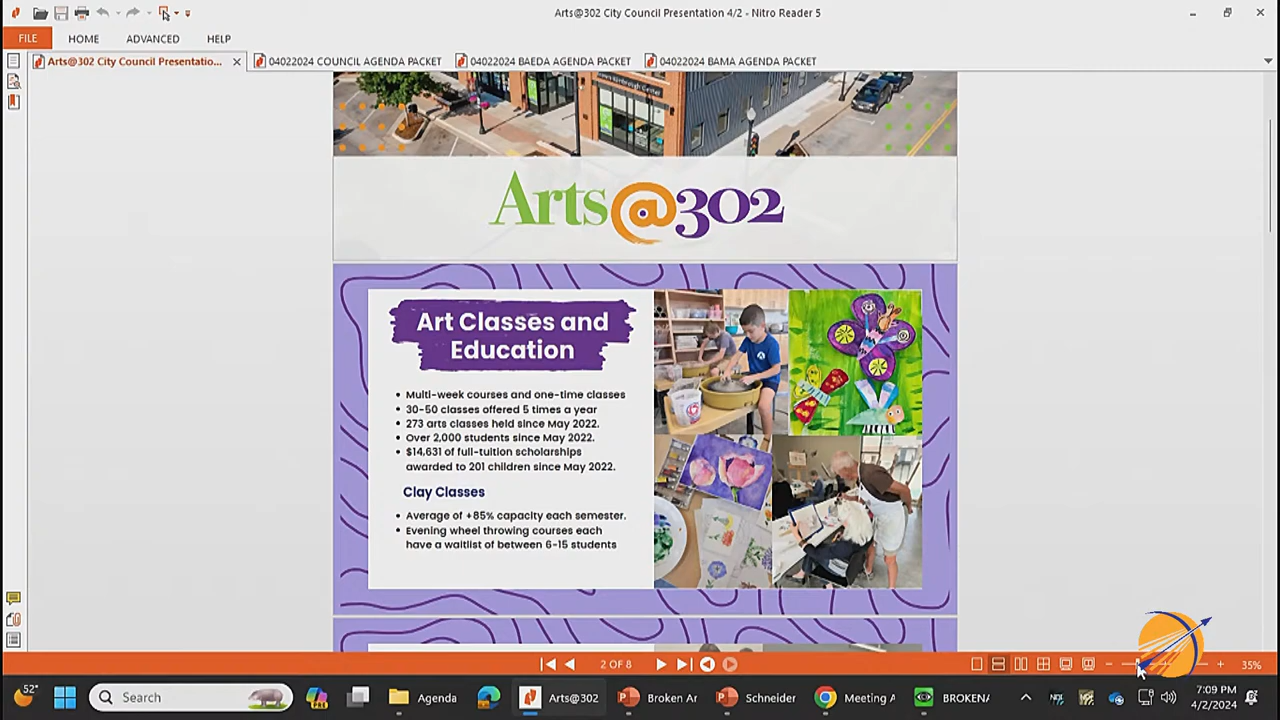 Arts@302 City Council Presentation 4/2 - Nitro Reader 5
FILE
HOME
ADVANCED
HELP
Arts@302 City Council Presentatio...
04022024 COUNCIL AGENDA PACKET
04022024 BAEDA AGENDA PACKET
04022024 BAMA AGENDA PACKET
Arts@302
Art Classes and
Education
• Multi-week courses and one-time classes
• 30-50 classes offered 5 times a year
• 273 arts classes held since May 2022.
• Over 2,000 students since May 2022.
• $14,631 of full-tuition scholarships
awarded to 201 children since May 2022.
Clay Classes
• Average of +85% capacity each semester.
• Evening wheel throwing courses each
have a waitlist of between 6-15 students
2 OF 8
35%
52°
Search
Agenda
Arts@302
Broken Ar
Schneider
Meeting A
BROKENA
7:09 PM
4/2/2024